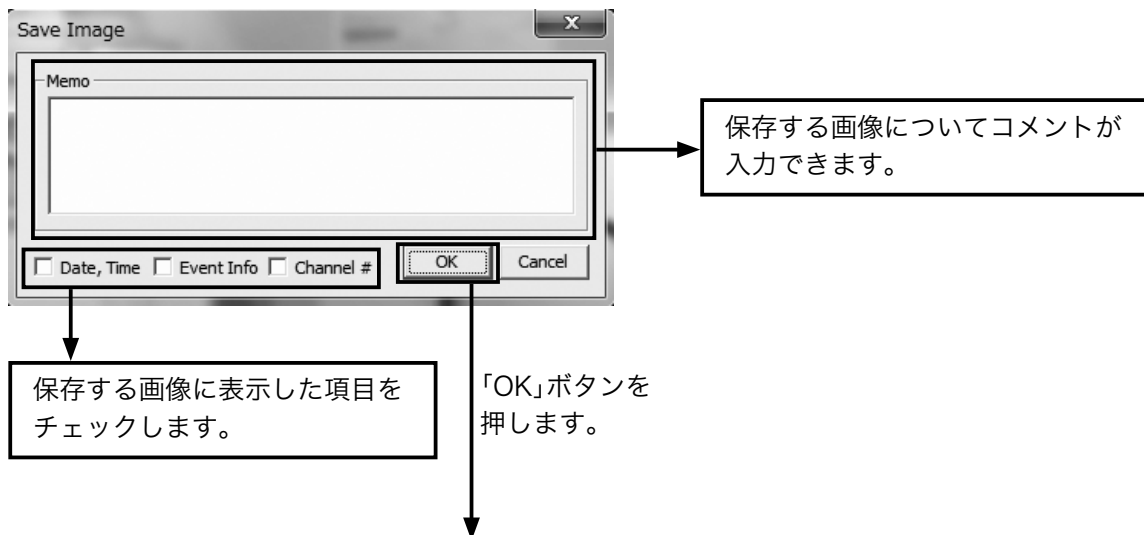 Save Image
Memo
保存する画像についてコメントが
入力できます。
Date, Time Event Info Channel # OK Cancel
保存する画像に表示した項目を
チェックします。
「OK」ボタンを
押します。